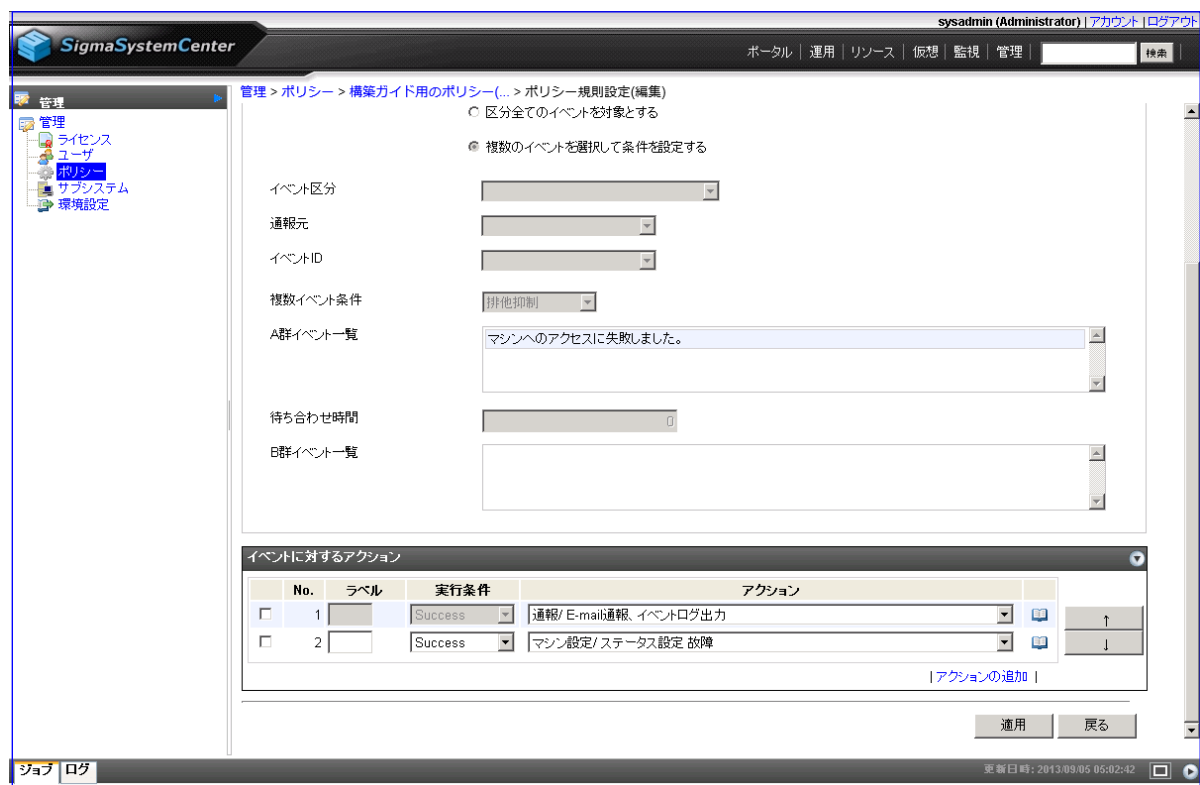 sysadmin (Administrator) | アカウント | ログアウト
SigmaSystemCenter
ポータル | 運用 | リソース | 仮想 | 監視 | 管理 | 検索
管理
管理
ライセンス
ユーザ
ポリシー
サブシステム
環境設定
管理 > ポリシー > 構築ガイド用のポリシー(... > ポリシー規則設定(編集)
区分全てのイベントを対象とする
複数のイベントを選択して条件を設定する
イベント区分
通報元
イベントID
複数イベント条件 排他抑制
A群イベント一覧 マシンへのアクセスに失敗しました。
待ち合わせ時間 0
B群イベント一覧
イベントに対するアクション
No. ラベル 実行条件 アクション
1 Success 通報/ E-mail通報、イベントログ出力 ↑
2 Success マシン設定/ ステータス設定 故障 ↓
| アクションの追加 |
適用 戻る
ジョブ ログ 更新日時: 2013/09/05 05:02:42